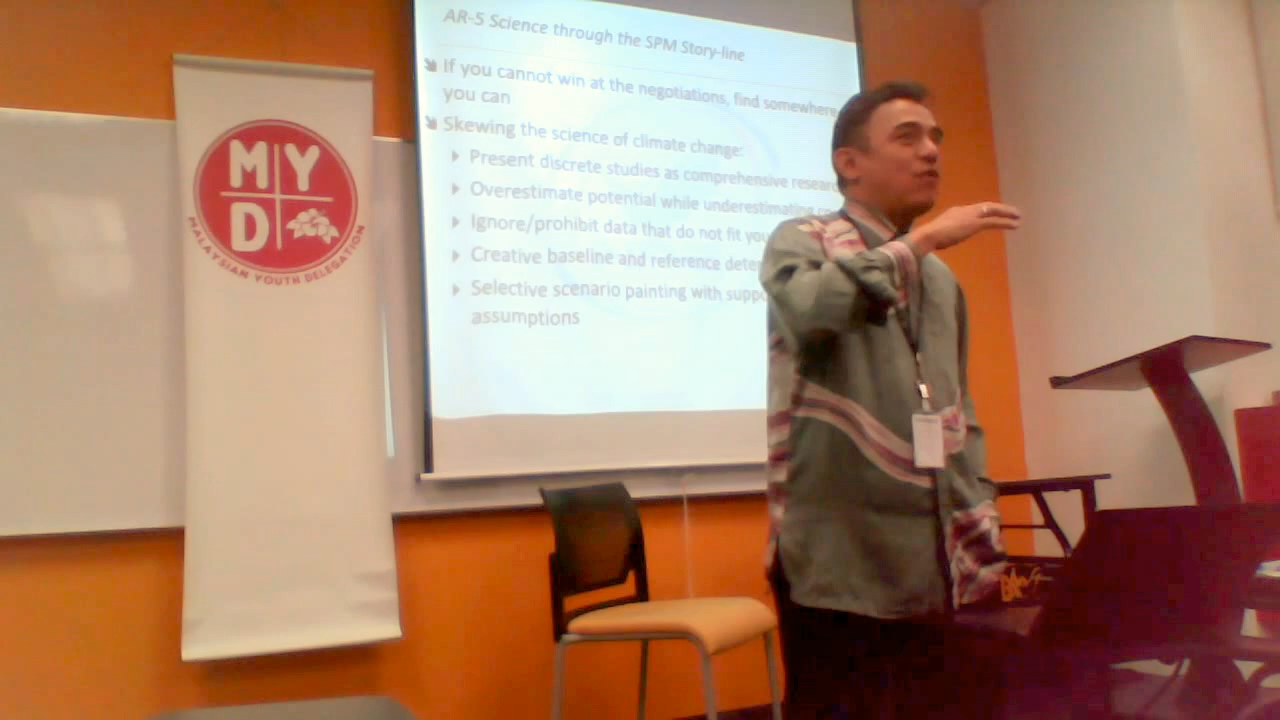 MY
D
MALAYSIAN YOUTH DELEGATION
AR-5 Science through the SPM Story-line
If you cannot win at the negotiations, find somewhere
you can
Skewing the science of climate change:
Present discrete studies as comprehensive
Overestimate potential while underestimating
Ignore/prohibit data that do not fit
Creative baseline and reference
Selective scenario painting with
assumptions